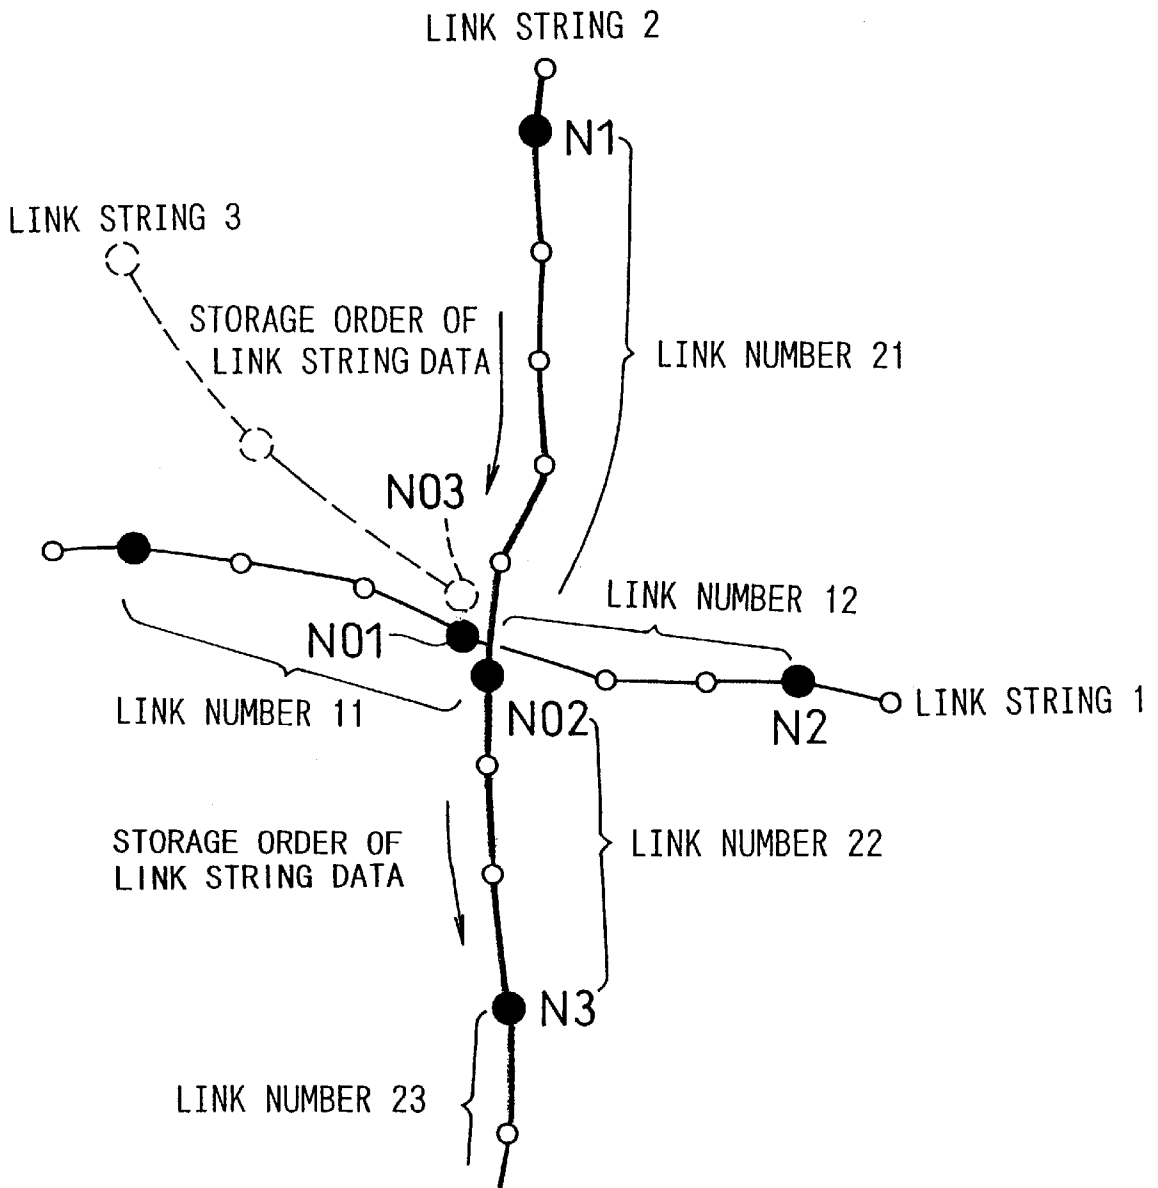 LINK STRING 2
N1
LINK STRING 3
STORAGE ORDER OF
LINK STRING DATA
LINK NUMBER 21
N03
LINK NUMBER 12
N01
LINK NUMBER 11
N02
N2
LINK STRING 1
STORAGE ORDER OF
LINK STRING DATA
LINK NUMBER 22
N3
LINK NUMBER 23